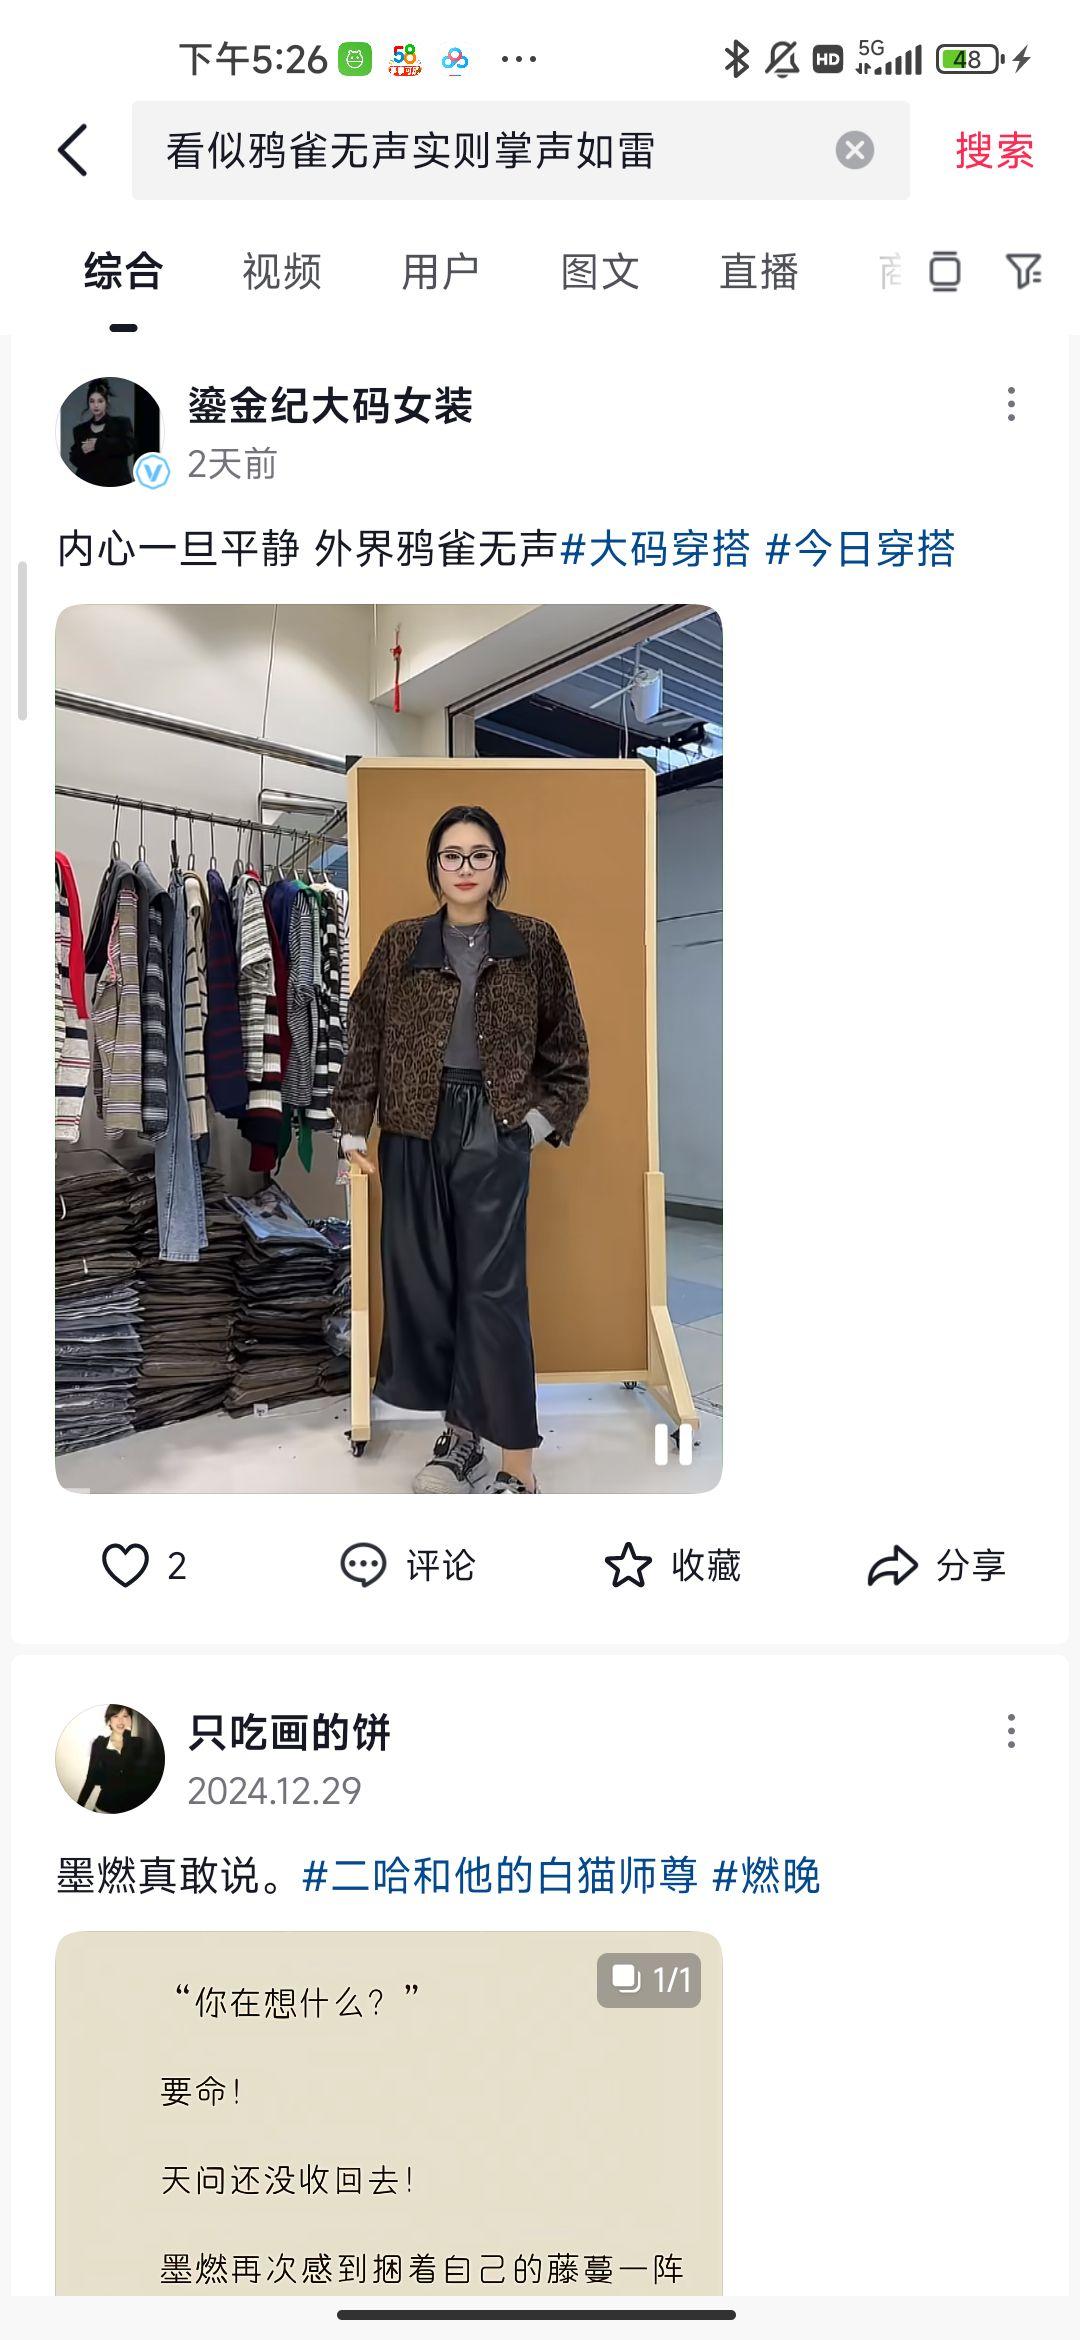 下午5:26
58
HD
5G
48
看似鸦雀无声实则掌声如雷
搜索
综合 视频 用户 图文 直播
鎏金纪大码女装
2天前
内心一旦平静 外界鸦雀无声#大码穿搭 #今日穿搭
2 评论 收藏 分享
只吃画的饼
2024.12.29
墨燃真敢说。#二哈和他的白猫师尊 #燃晚
1/1
“你在想什么？”
要命！
天问还没收回去！
墨燃再次感到捆着自己的藤蔓一阵